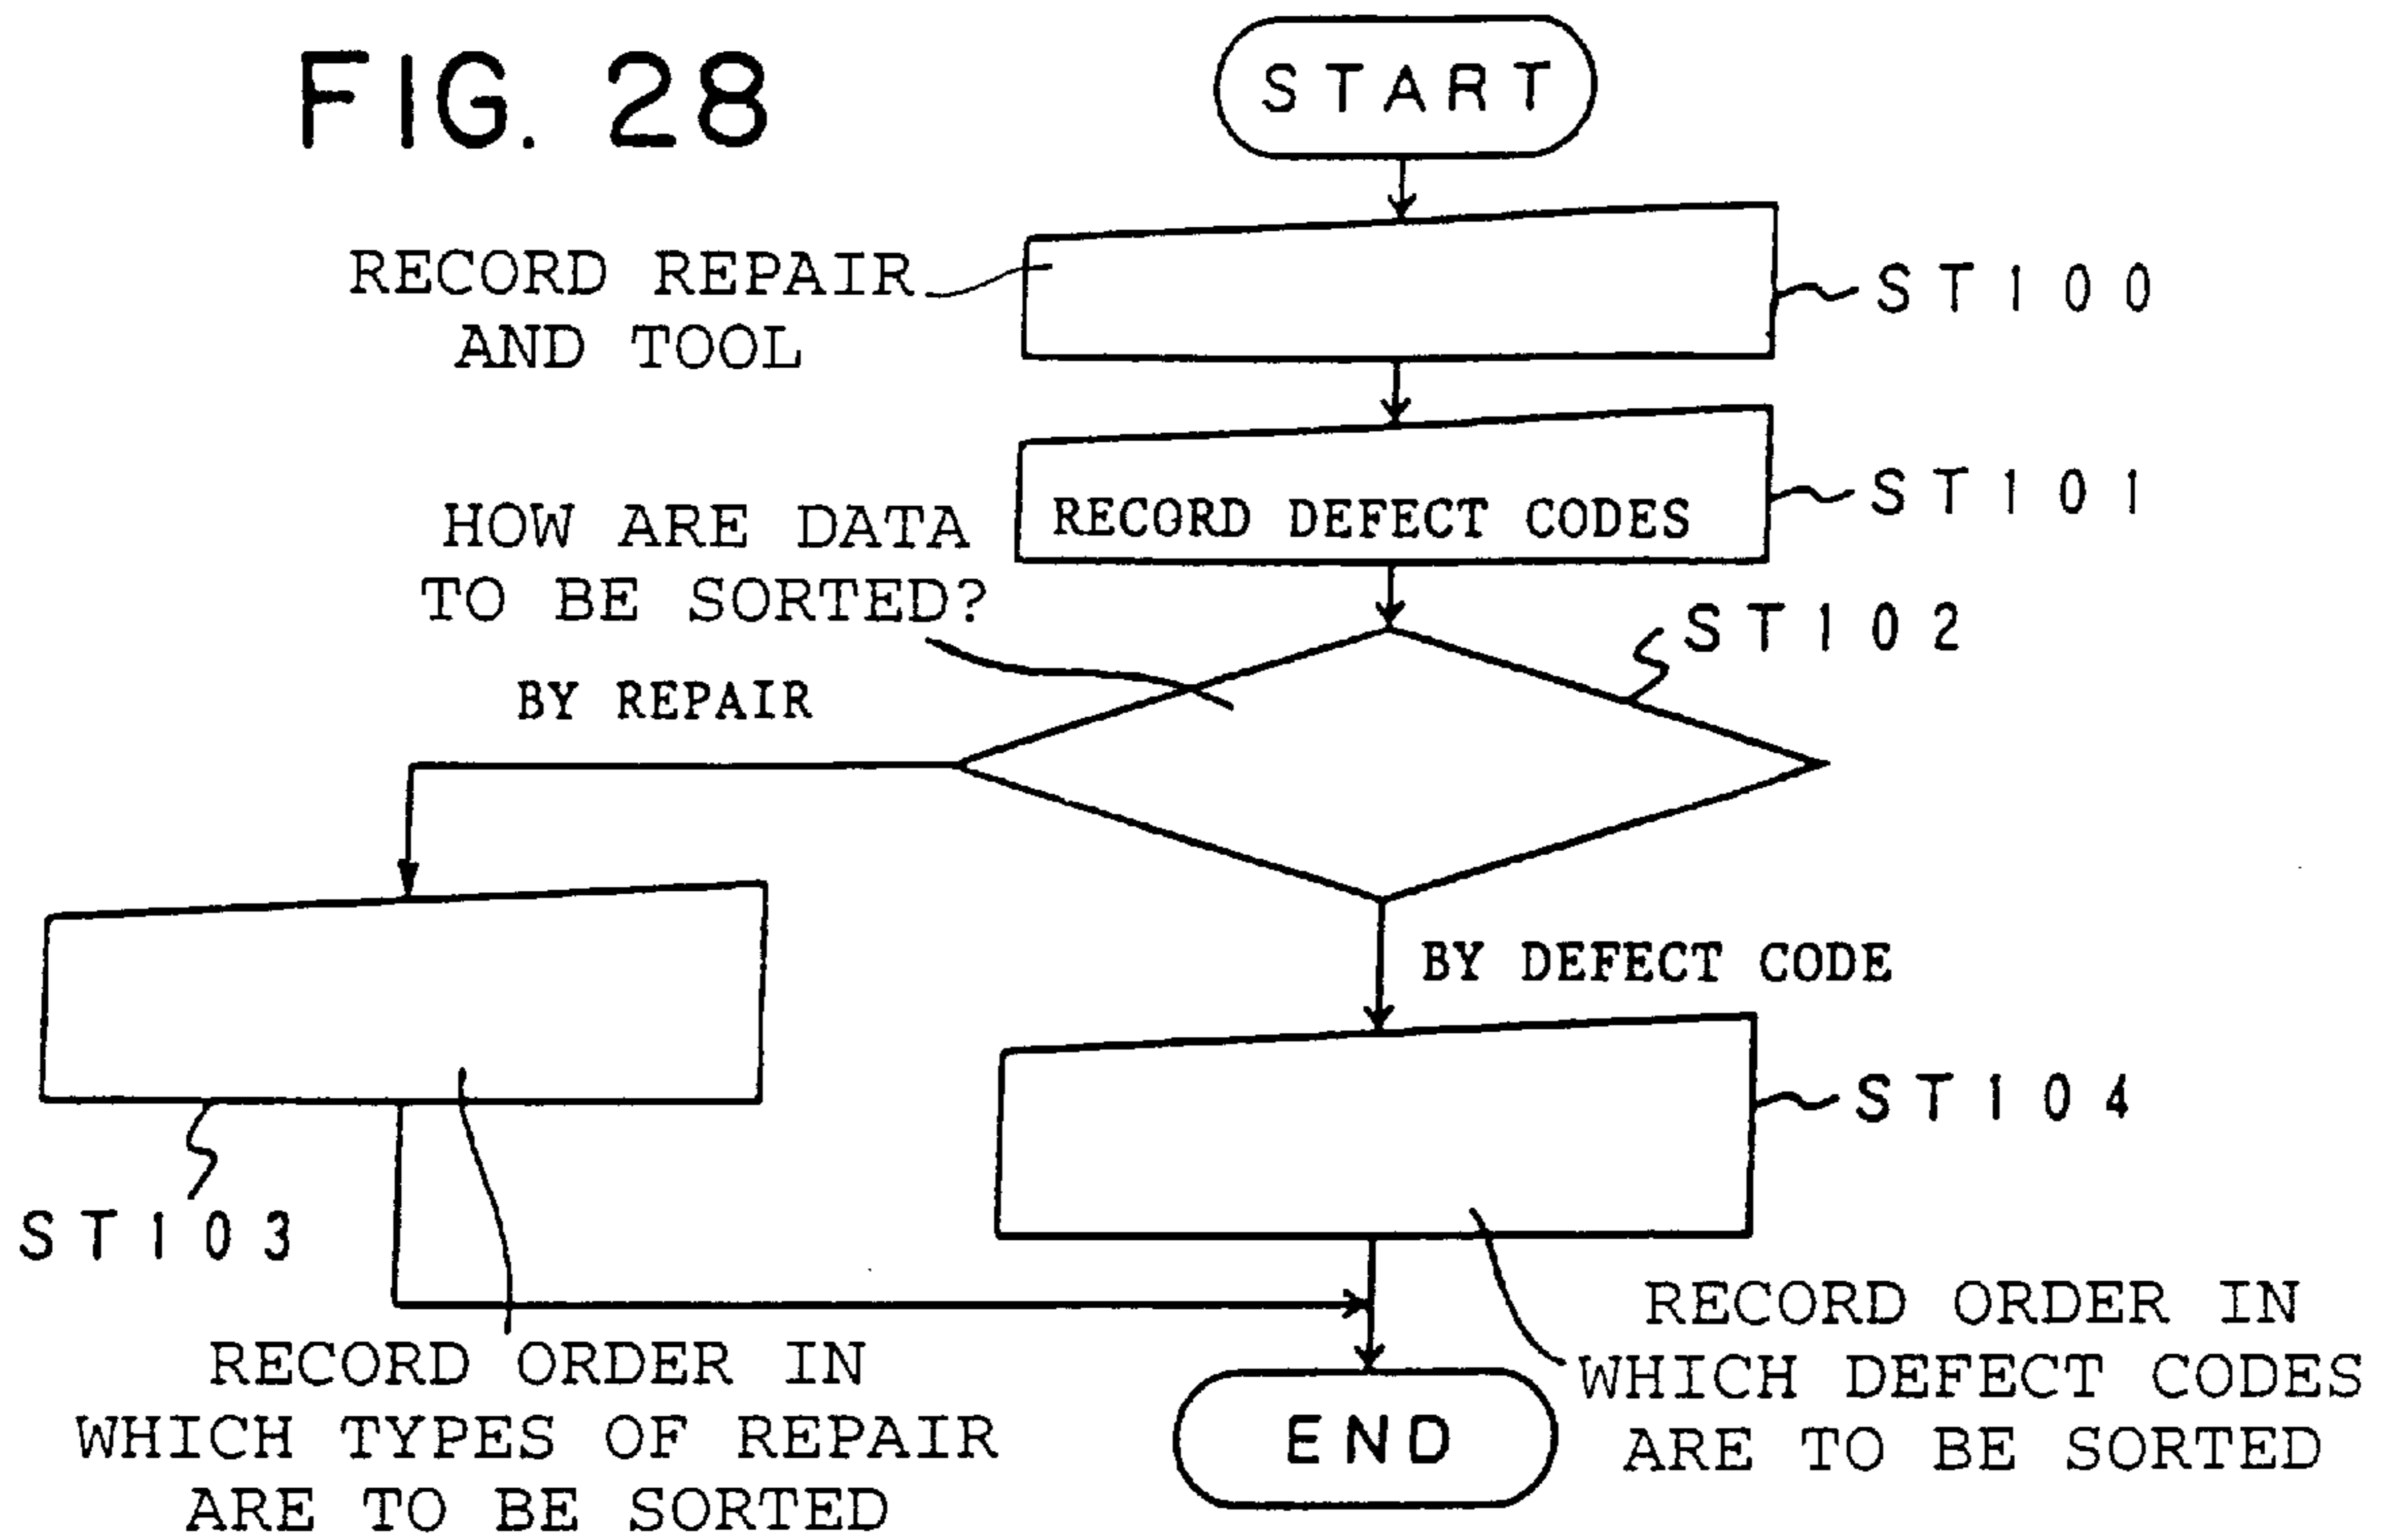 FIG. 28
START
RECORD REPAIR
AND TOOL
ST100
RECORD DEFECT CODES
ST101
HOW ARE DATA
TO BE SORTED?
ST102
BY REPAIR
BY DEFECT CODE
ST103
ST104
RECORD ORDER IN
WHICH TYPES OF REPAIR
ARE TO BE SORTED
RECORD ORDER IN
WHICH DEFECT CODES
ARE TO BE SORTED
END